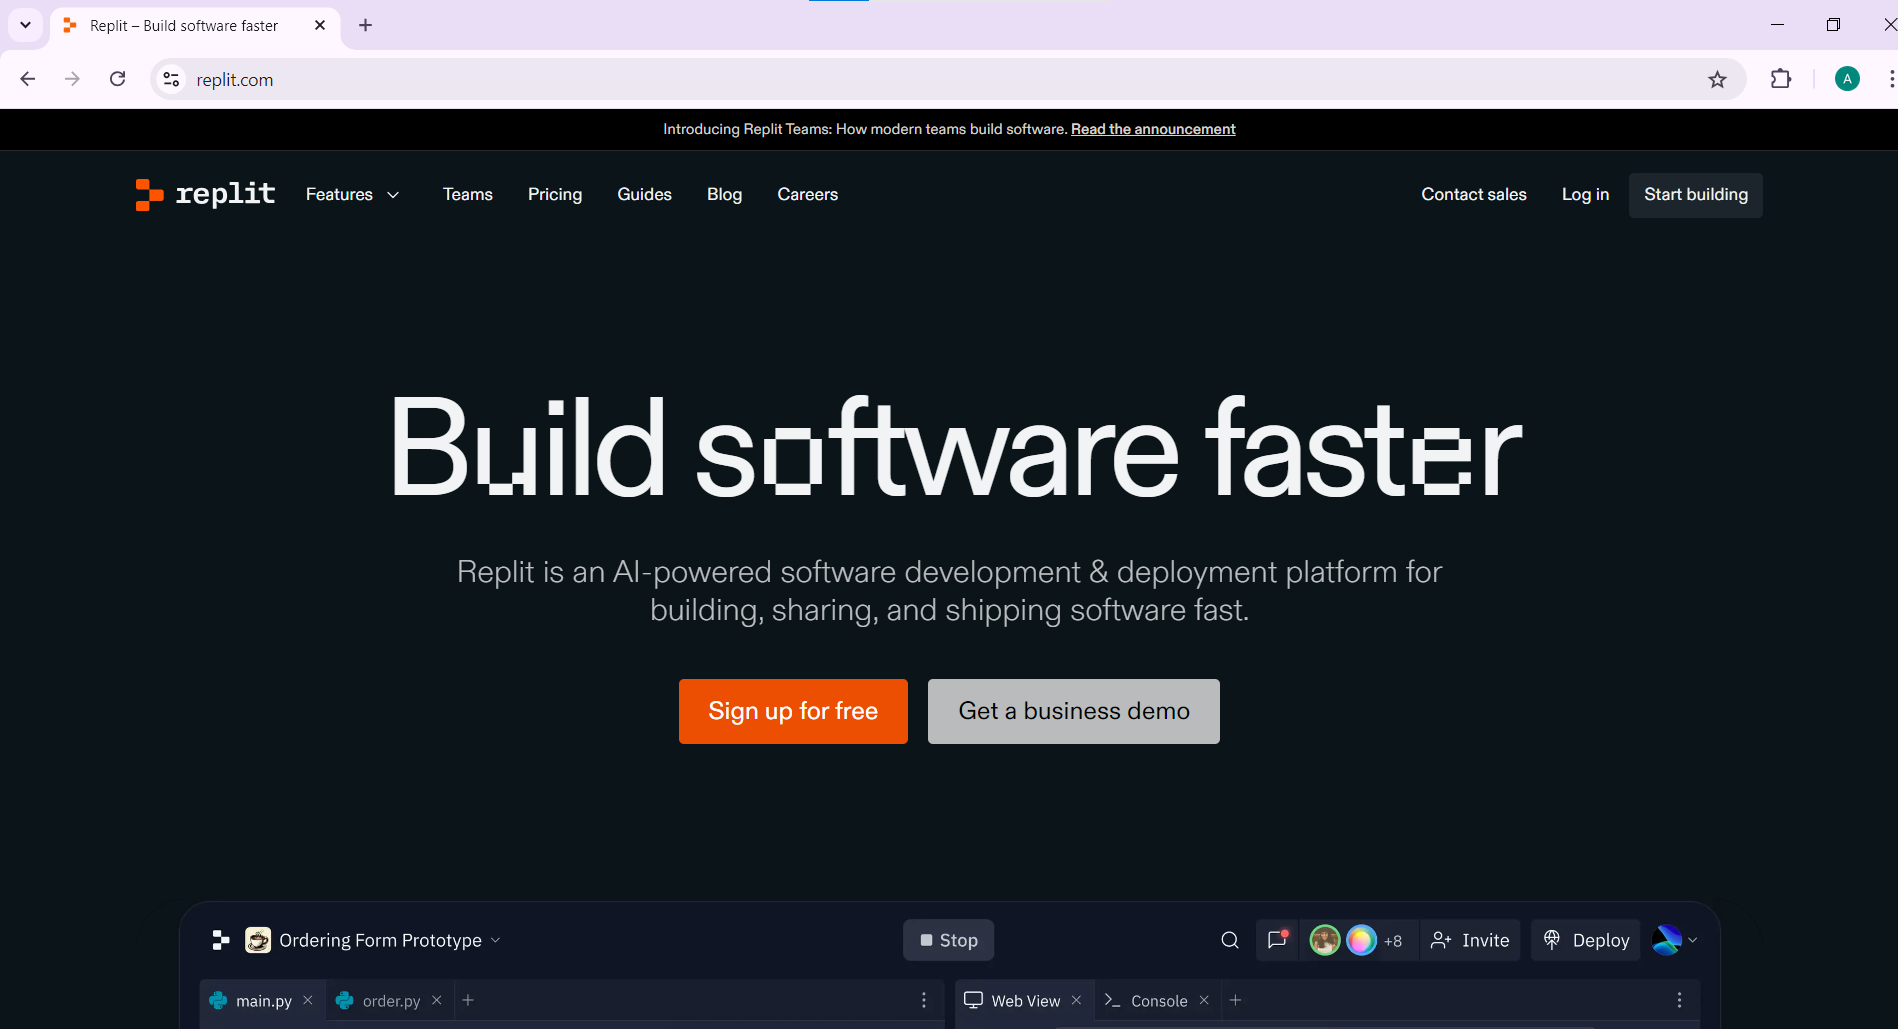 Replit – Build software faster
replit.com
A
Introducing Replit Teams: How modern teams build software. Read the announcement
replit Features Teams Pricing Guides Blog Careers Contact sales Log in Start building
Build software faster
Replit is an AI-powered software development & deployment platform for
building, sharing, and shipping software fast.
Sign up for free Get a business demo
Ordering Form Prototype Stop +8 Invite Deploy
main.py order.py Web View Console